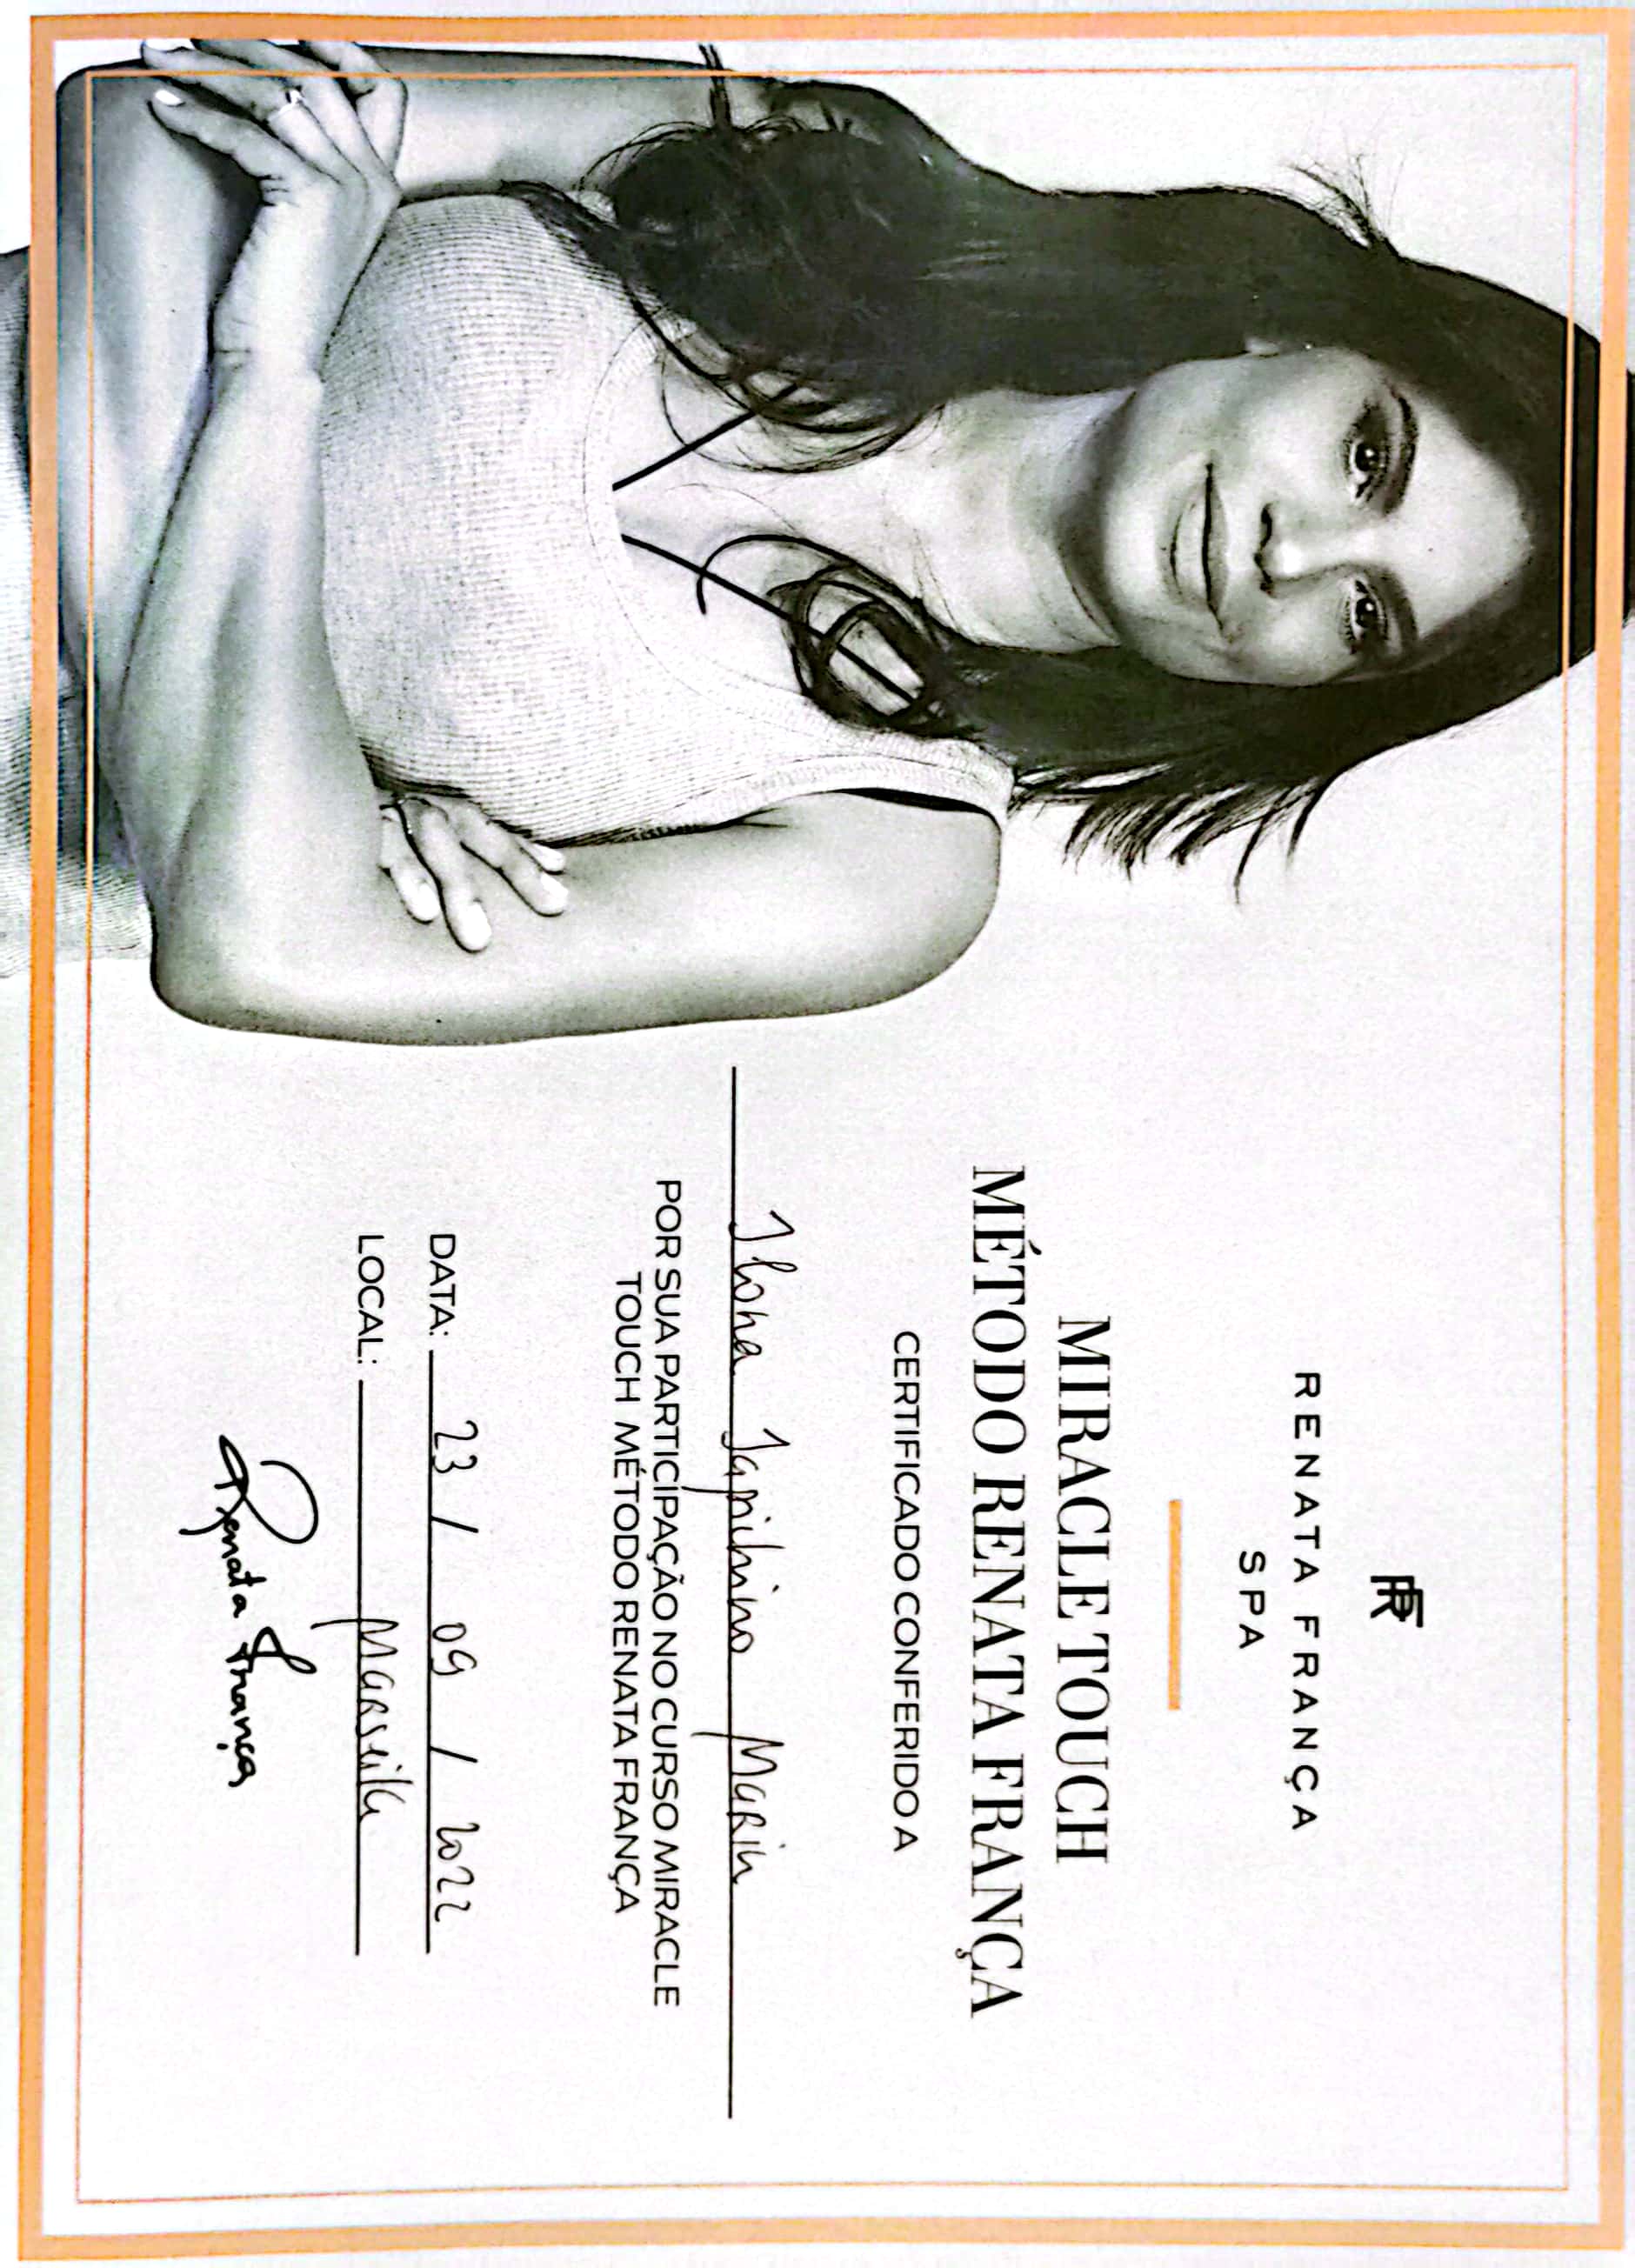 RF
RENATA FRANÇA
SPA
MIRACLE TOUCH
MÉTODO RENATA FRANÇA
CERTIFICADO CONFERIDO A
Ilona Iapichino Marin
POR SUA PARTICIPAÇÃO NO CURSO MIRACLE
TOUCH MÉTODO RENATA FRANÇA
DATA: 23 / 09 / 2022
LOCAL: Marseille
Renata França